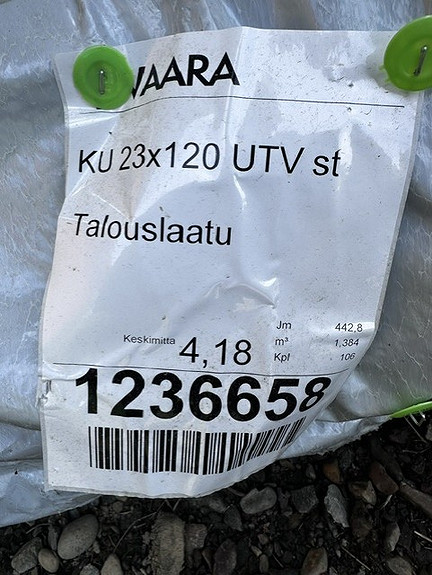 VAARA
KU 23x120 UTV st
Talouslaatu
Jm 442,8
Keskimitta 4,18 m³ 1,384
Kpl 106
1236658